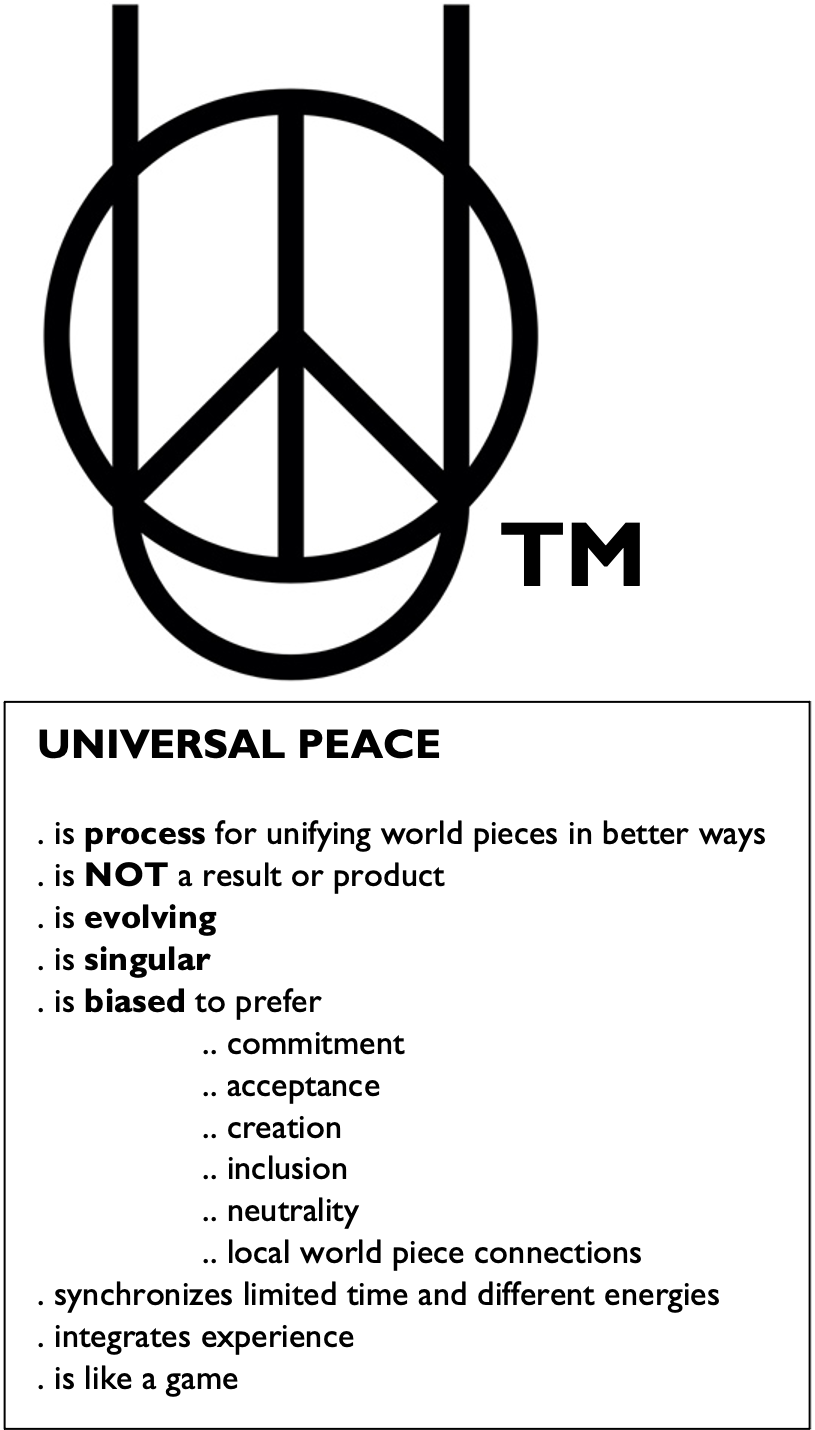 TM
UNIVERSAL PEACE
. is process for unifying world pieces in better ways
. is NOT a result or product
. is evolving
. is singular
. is biased to prefer
.. commitment
.. acceptance
.. creation
.. inclusion
.. neutrality
.. local world piece connections
. synchronizes limited time and different energies
. integrates experience
. is like a game